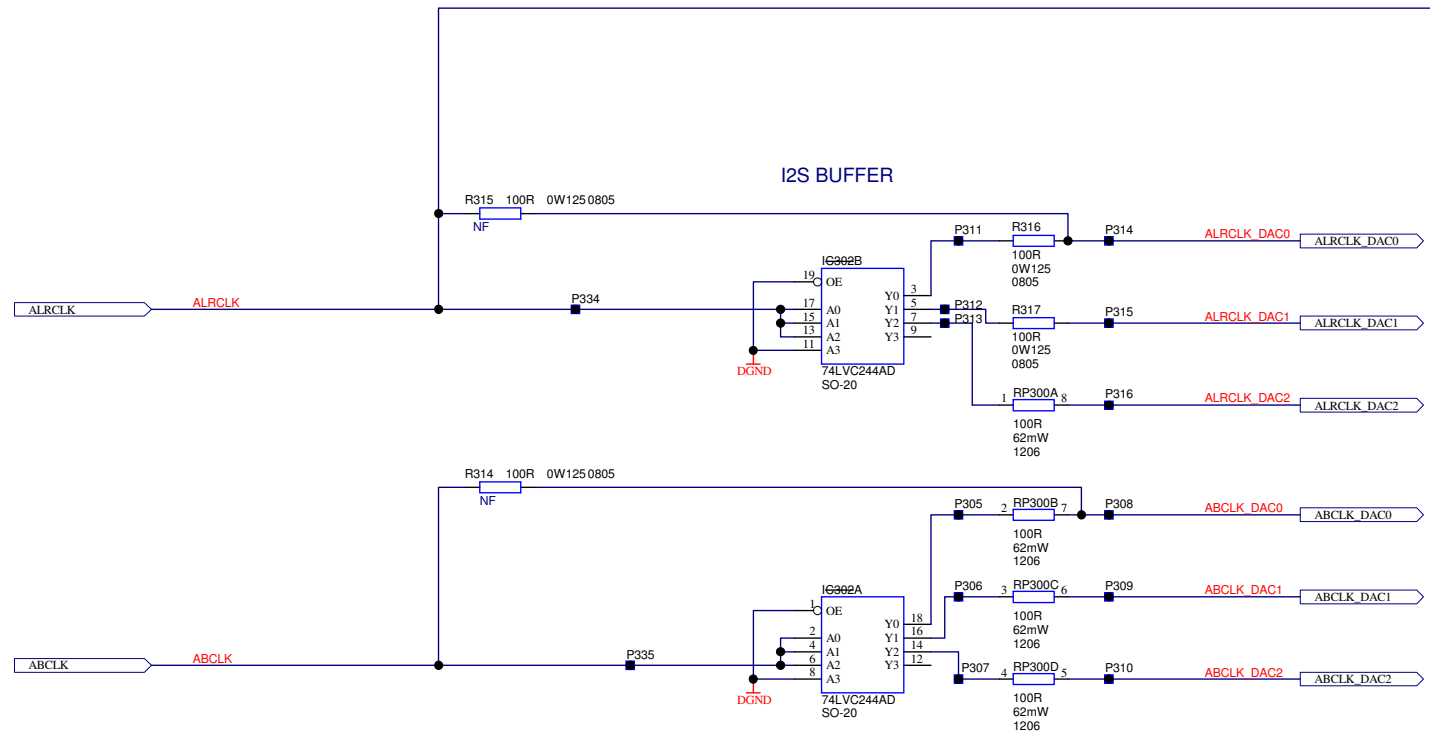 I2S BUFFER
R315 100R 0W125 0805
NF
P311
R316
P314
ALRCLK_DAC0
ALRCLK_DAC0
100R
0W125
0805
IC302B
19
OE
Y0
3
ALRCLK
ALRCLK
P334
17
A0
Y1
5
P312
R317
P315
ALRCLK_DAC1
ALRCLK_DAC1
15
A1
Y2
7
P313
13
A2
Y3
9
100R
0W125
0805
11
A3
DGND
74LVC244AD
SO-20
1
RP300A
8
P316
ALRCLK_DAC2
ALRCLK_DAC2
100R
62mW
1206
R314 100R 0W125 0805
NF
P305
2
RP300B
7
P308
ABCLK_DAC0
ABCLK_DAC0
100R
62mW
1206
IC302A
P306
3
RP300C
6
P309
ABCLK_DAC1
ABCLK_DAC1
1
OE
Y0
18
100R
62mW
1206
2
A0
Y1
16
4
A1
Y2
14
ABCLK
ABCLK
P335
6
A2
Y3
12
8
A3
P307
4
RP300D
5
P310
ABCLK_DAC2
ABCLK_DAC2
DGND
74LVC244AD
SO-20
100R
62mW
1206